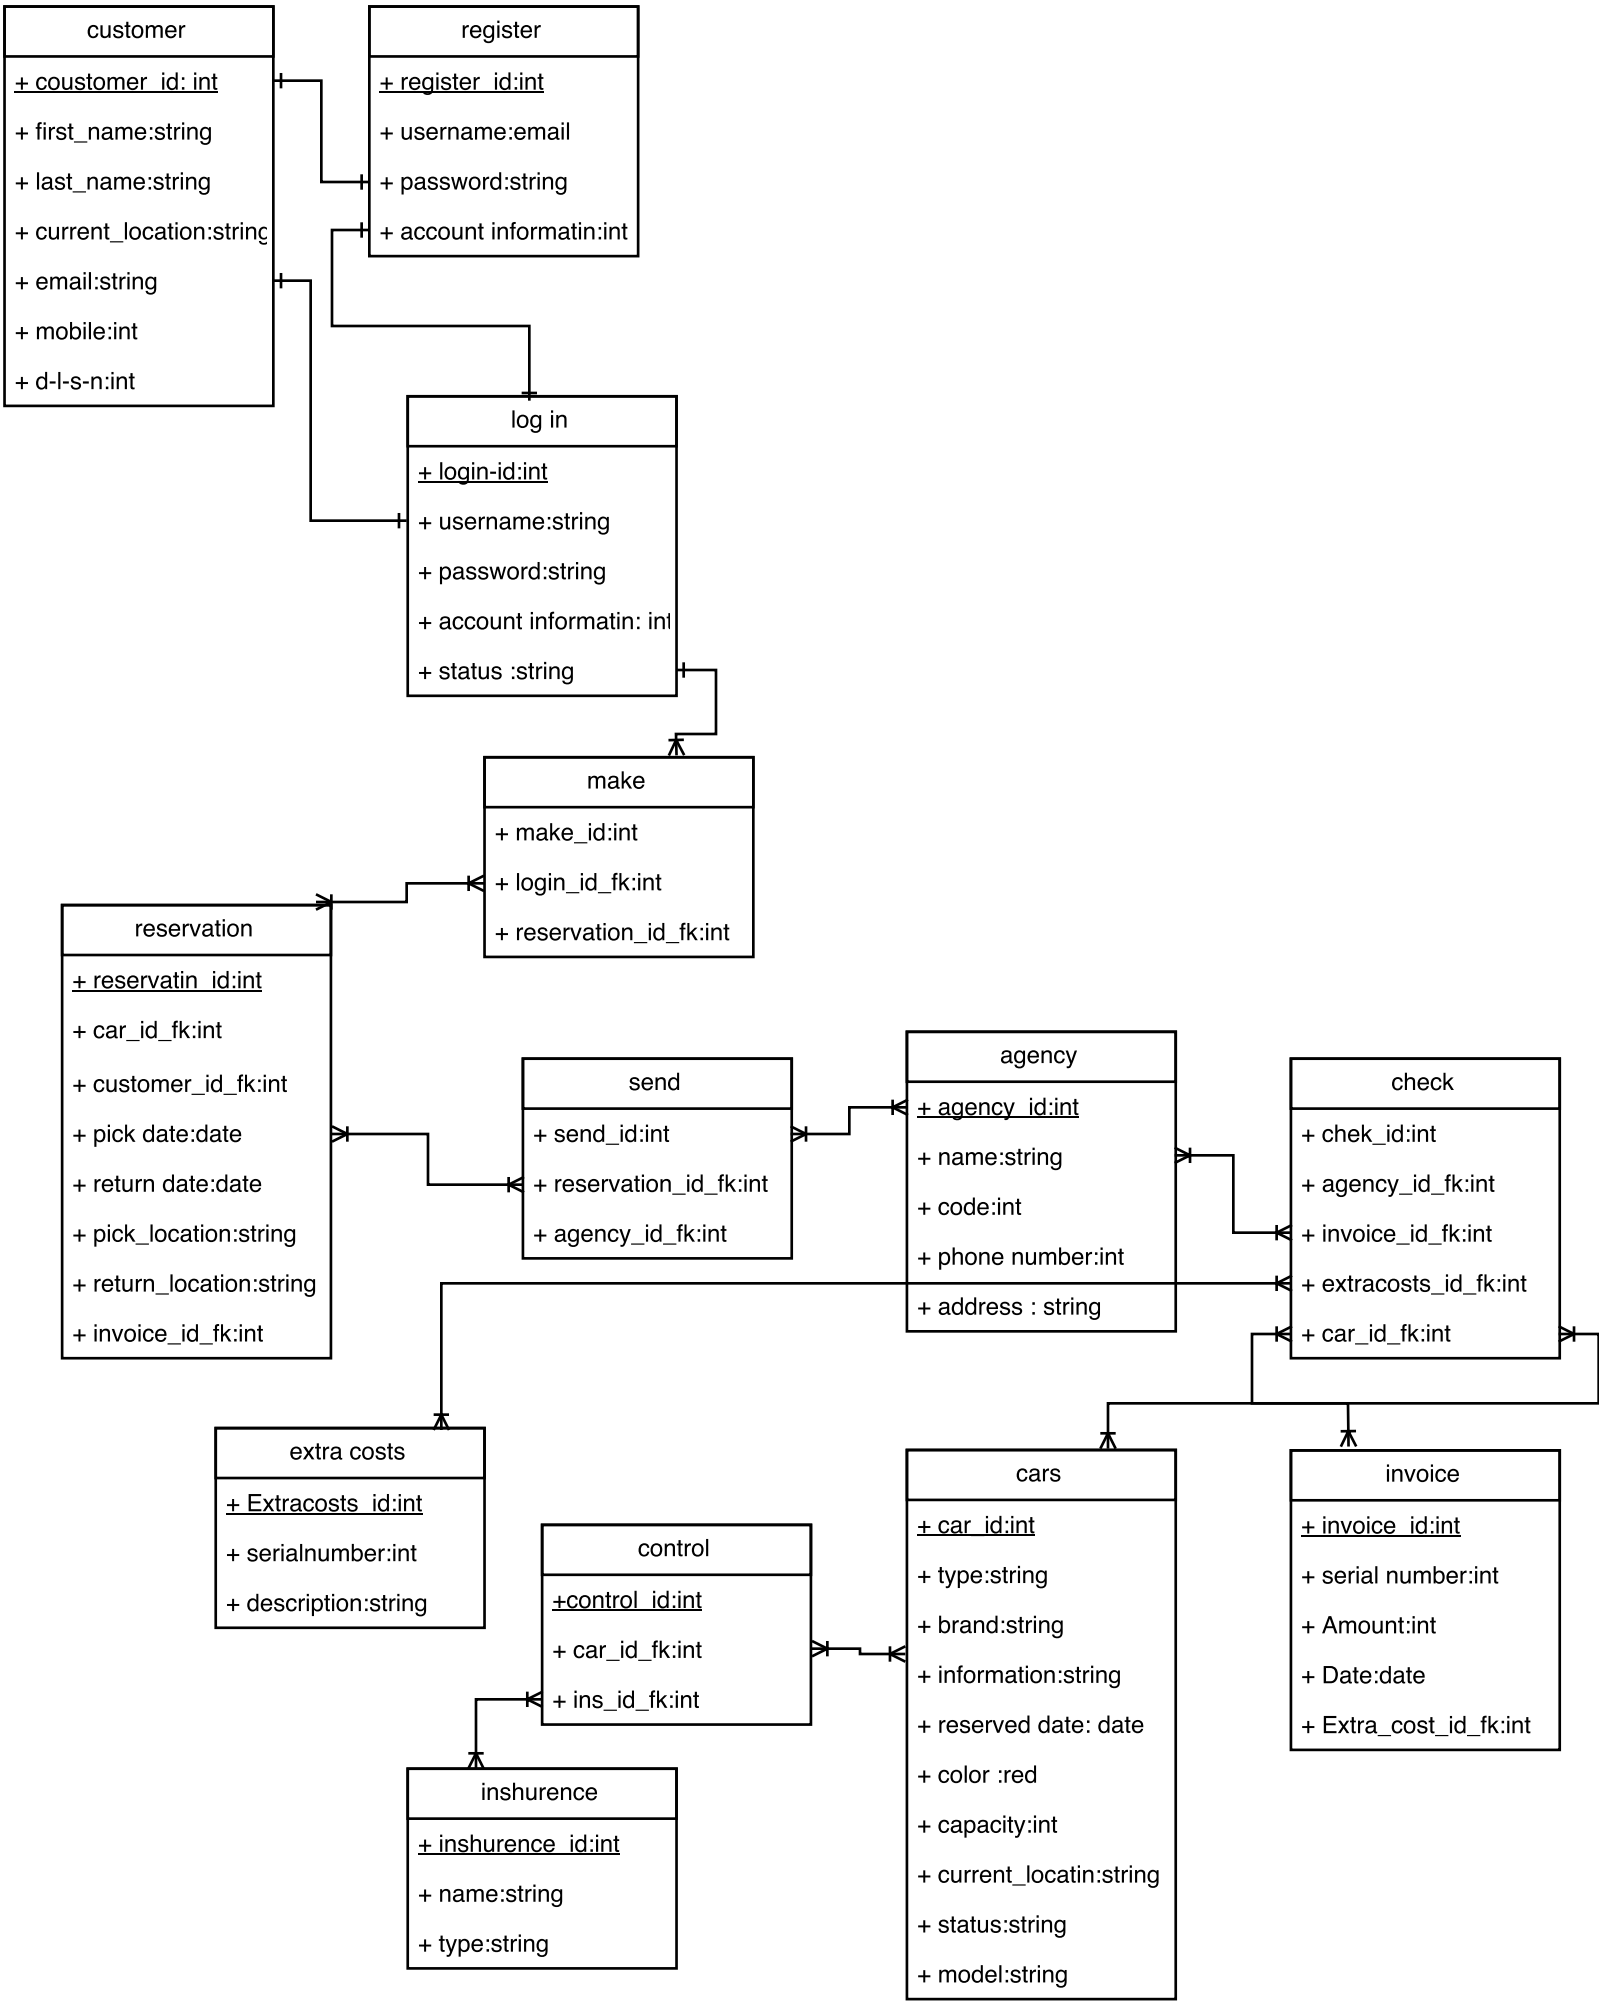 customer
+ coustomer_id: int
+ first_name:string
+ last_name:string
+ current_location:string
+ email:string
+ mobile:int
+ d-l-s-n:int
register
+ register_id:int
+ username:email
+ password:string
+ account informatin:int
log in
+ login-id:int
+ username:string
+ password:string
+ account informatin: int
+ status :string
make
+ make_id:int
+ login_id_fk:int
+ reservation_id_fk:int
reservation
+ reservatin_id:int
+ car_id_fk:int
+ customer_id_fk:int
+ pick date:date
+ return date:date
+ pick_location:string
+ return_location:string
+ invoice_id_fk:int
send
+ send_id:int
+ reservation_id_fk:int
+ agency_id_fk:int
agency
+ agency_id:int
+ name:string
+ code:int
+ phone number:int
+ address : string
check
+ chek_id:int
+ agency_id_fk:int
+ invoice_id_fk:int
+ extracosts_id_fk:int
+ car_id_fk:int
extra costs
+ Extracosts_id:int
+ serialnumber:int
+ description:string
control
+control_id:int
+ car_id_fk:int
+ ins_id_fk:int
cars
+ car_id:int
+ type:string
+ brand:string
+ information:string
+ reserved date: date
+ color :red
+ capacity:int
+ current_locatin:string
+ status:string
+ model:string
invoice
+ invoice_id:int
+ serial number:int
+ Amount:int
+ Date:date
+ Extra_cost_id_fk:int
inshurence
+ inshurence_id:int
+ name:string
+ type:string